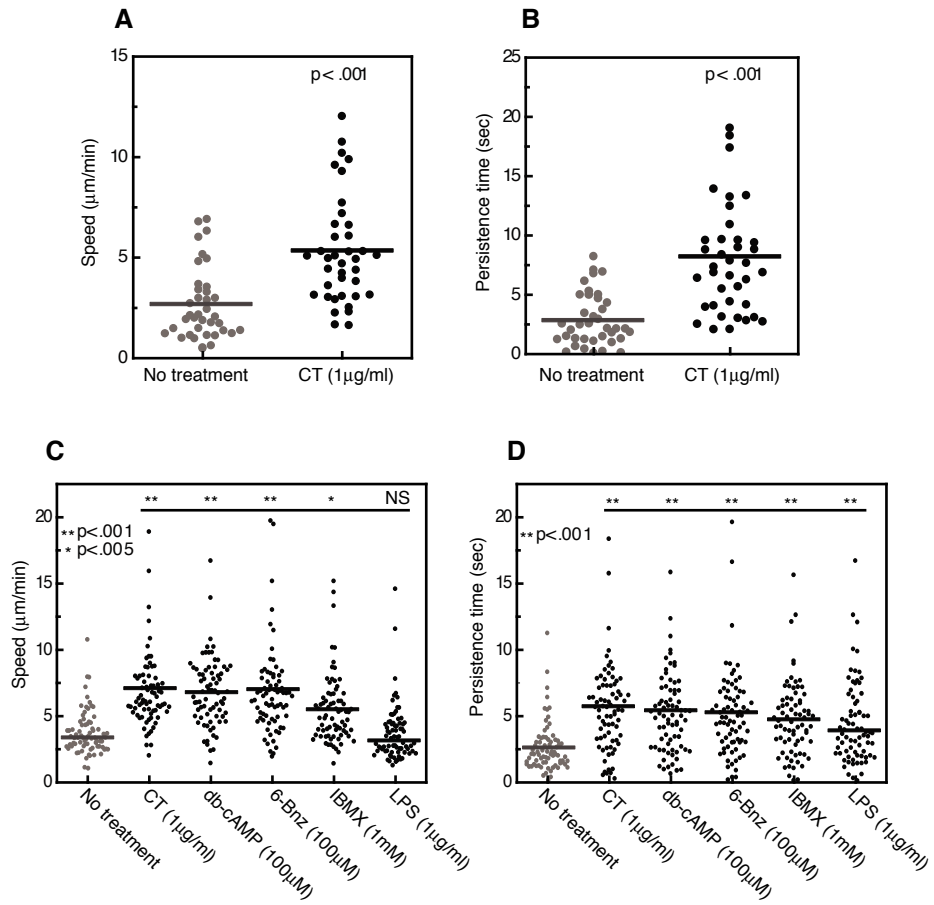 A
B
15
10
5
0
Speed (μm/min)
p< .001
No treatment
CT (1μg/ml)
25
20
15
10
5
0
Persistence time (sec)
p< .001
No treatment
CT (1μg/ml)
C
D
20
15
10
5
0
Speed (μm/min)
** ** ** * NS
**p<.001
* p<.005
No treatment
CT (1μg/ml)
db-cAMP (100μM)
6-Bnz (100μM)
IBMX (1mM)
LPS (1μg/ml)
20
15
10
5
0
Persistence time (sec)
** ** ** ** **
**p<.001
No treatment
CT (1μg/ml)
db-cAMP (100μM)
6-Bnz (100μM)
IBMX (1mM)
LPS (1μg/ml)